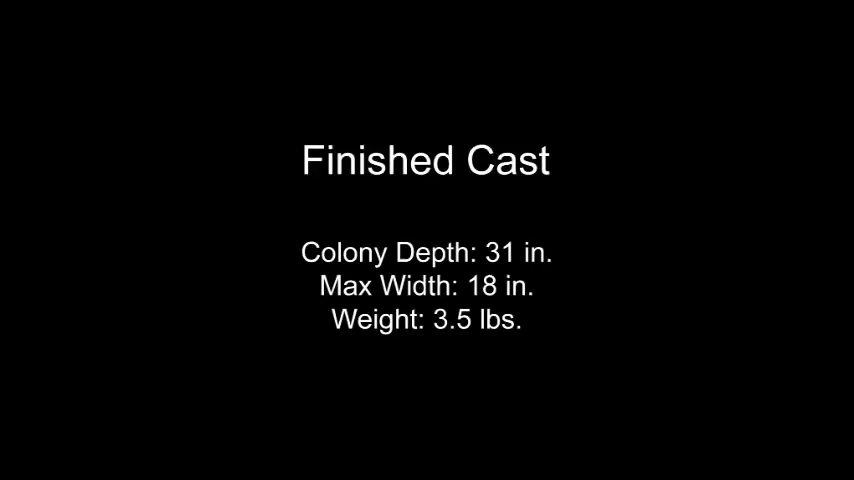 Finished Cast
Colony Depth: 31 in.
Max Width: 18 in.
Weight: 3.5 lbs.